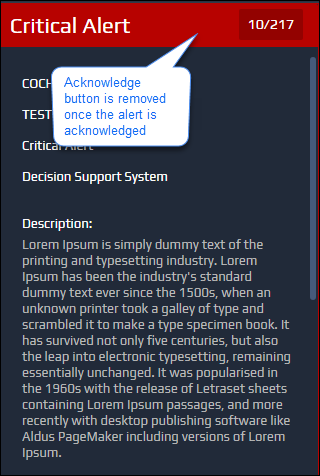 Critical Alert
10/217
Acknowledge
button is removed
once the alert is
acknowledged
COCH
TEST
Critical Alert
Decision Support System
Description:
Lorem Ipsum is simply dummy text of the
printing and typesetting industry. Lorem
Ipsum has been the industry's standard
dummy text ever since the 1500s, when an
unknown printer took a galley of type and
scrambled it to make a type specimen book. It
has survived not only five centuries, but also
the leap into electronic typesetting, remaining
essentially unchanged. It was popularised in
the 1960s with the release of Letraset sheets
containing Lorem Ipsum passages, and more
recently with desktop publishing software like
Aldus PageMaker including versions of Lorem
Ipsum.